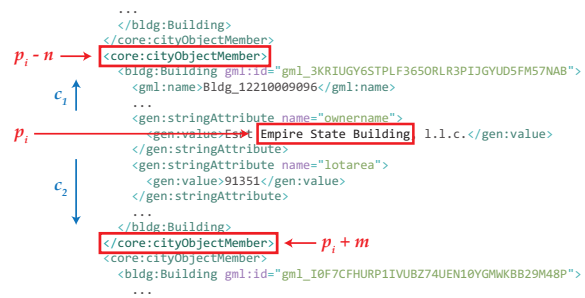 ...
</bldg:Building>
</core:cityObjectMember>
p_i - n <core:cityObjectMember>
<bldg:Building gml:id="gml_3KRIUGY6STPLF365ORLR3PIJGYUD5FM57NAB">
c_1 <gml:name>Bldg_12210009096</gml:name>
...
<gen:stringAttribute name="ownername">
p_i <gen:value>Esrt Empire State Building, l.l.c.</gen:value>
</gen:stringAttribute>
<gen:stringAttribute name="lotarea">
c_2 <gen:value>91351</gen:value>
</gen:stringAttribute>
...
</bldg:Building>
</core:cityObjectMember> p_i + m
<core:cityObjectMember>
<bldg:Building gml:id="gml_I0F7CFHURP1IVUBZ74UEN10YGMWKBB29M48P">
...